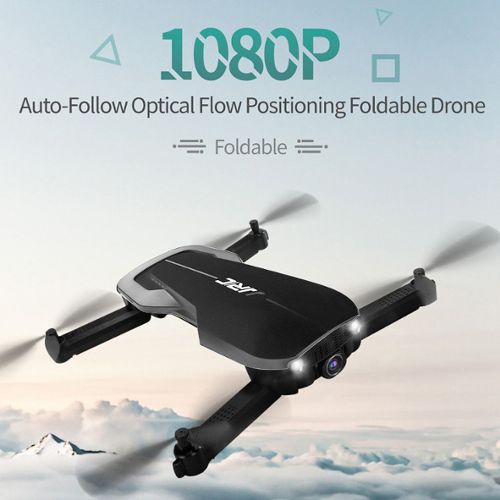 1080P
Auto-Follow Optical Flow Positioning Foldable Drone
Foldable
JJRC